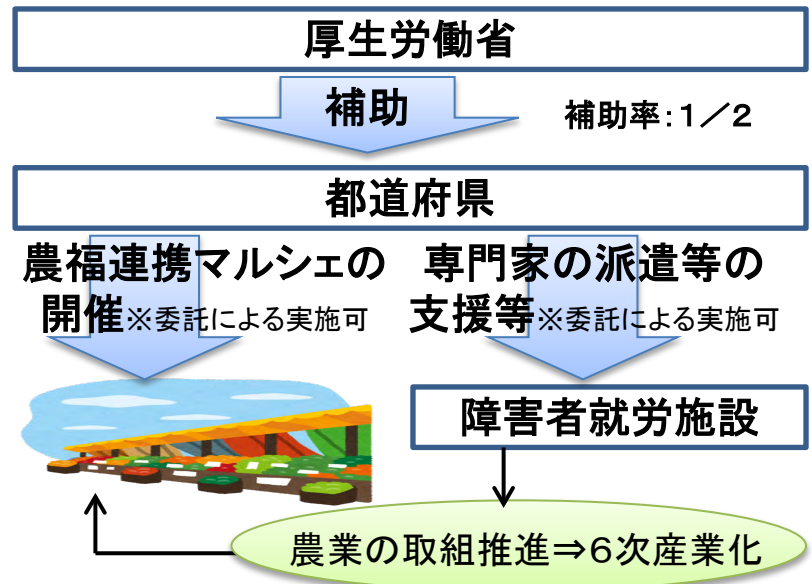 厚生労働省
補助
補助率:1/2
都道府県
農福連携マルシェの
開催※委託による実施可
専門家の派遣等の
支援等※委託による実施可
障害者就労施設
農業の取組推進⇒6次産業化